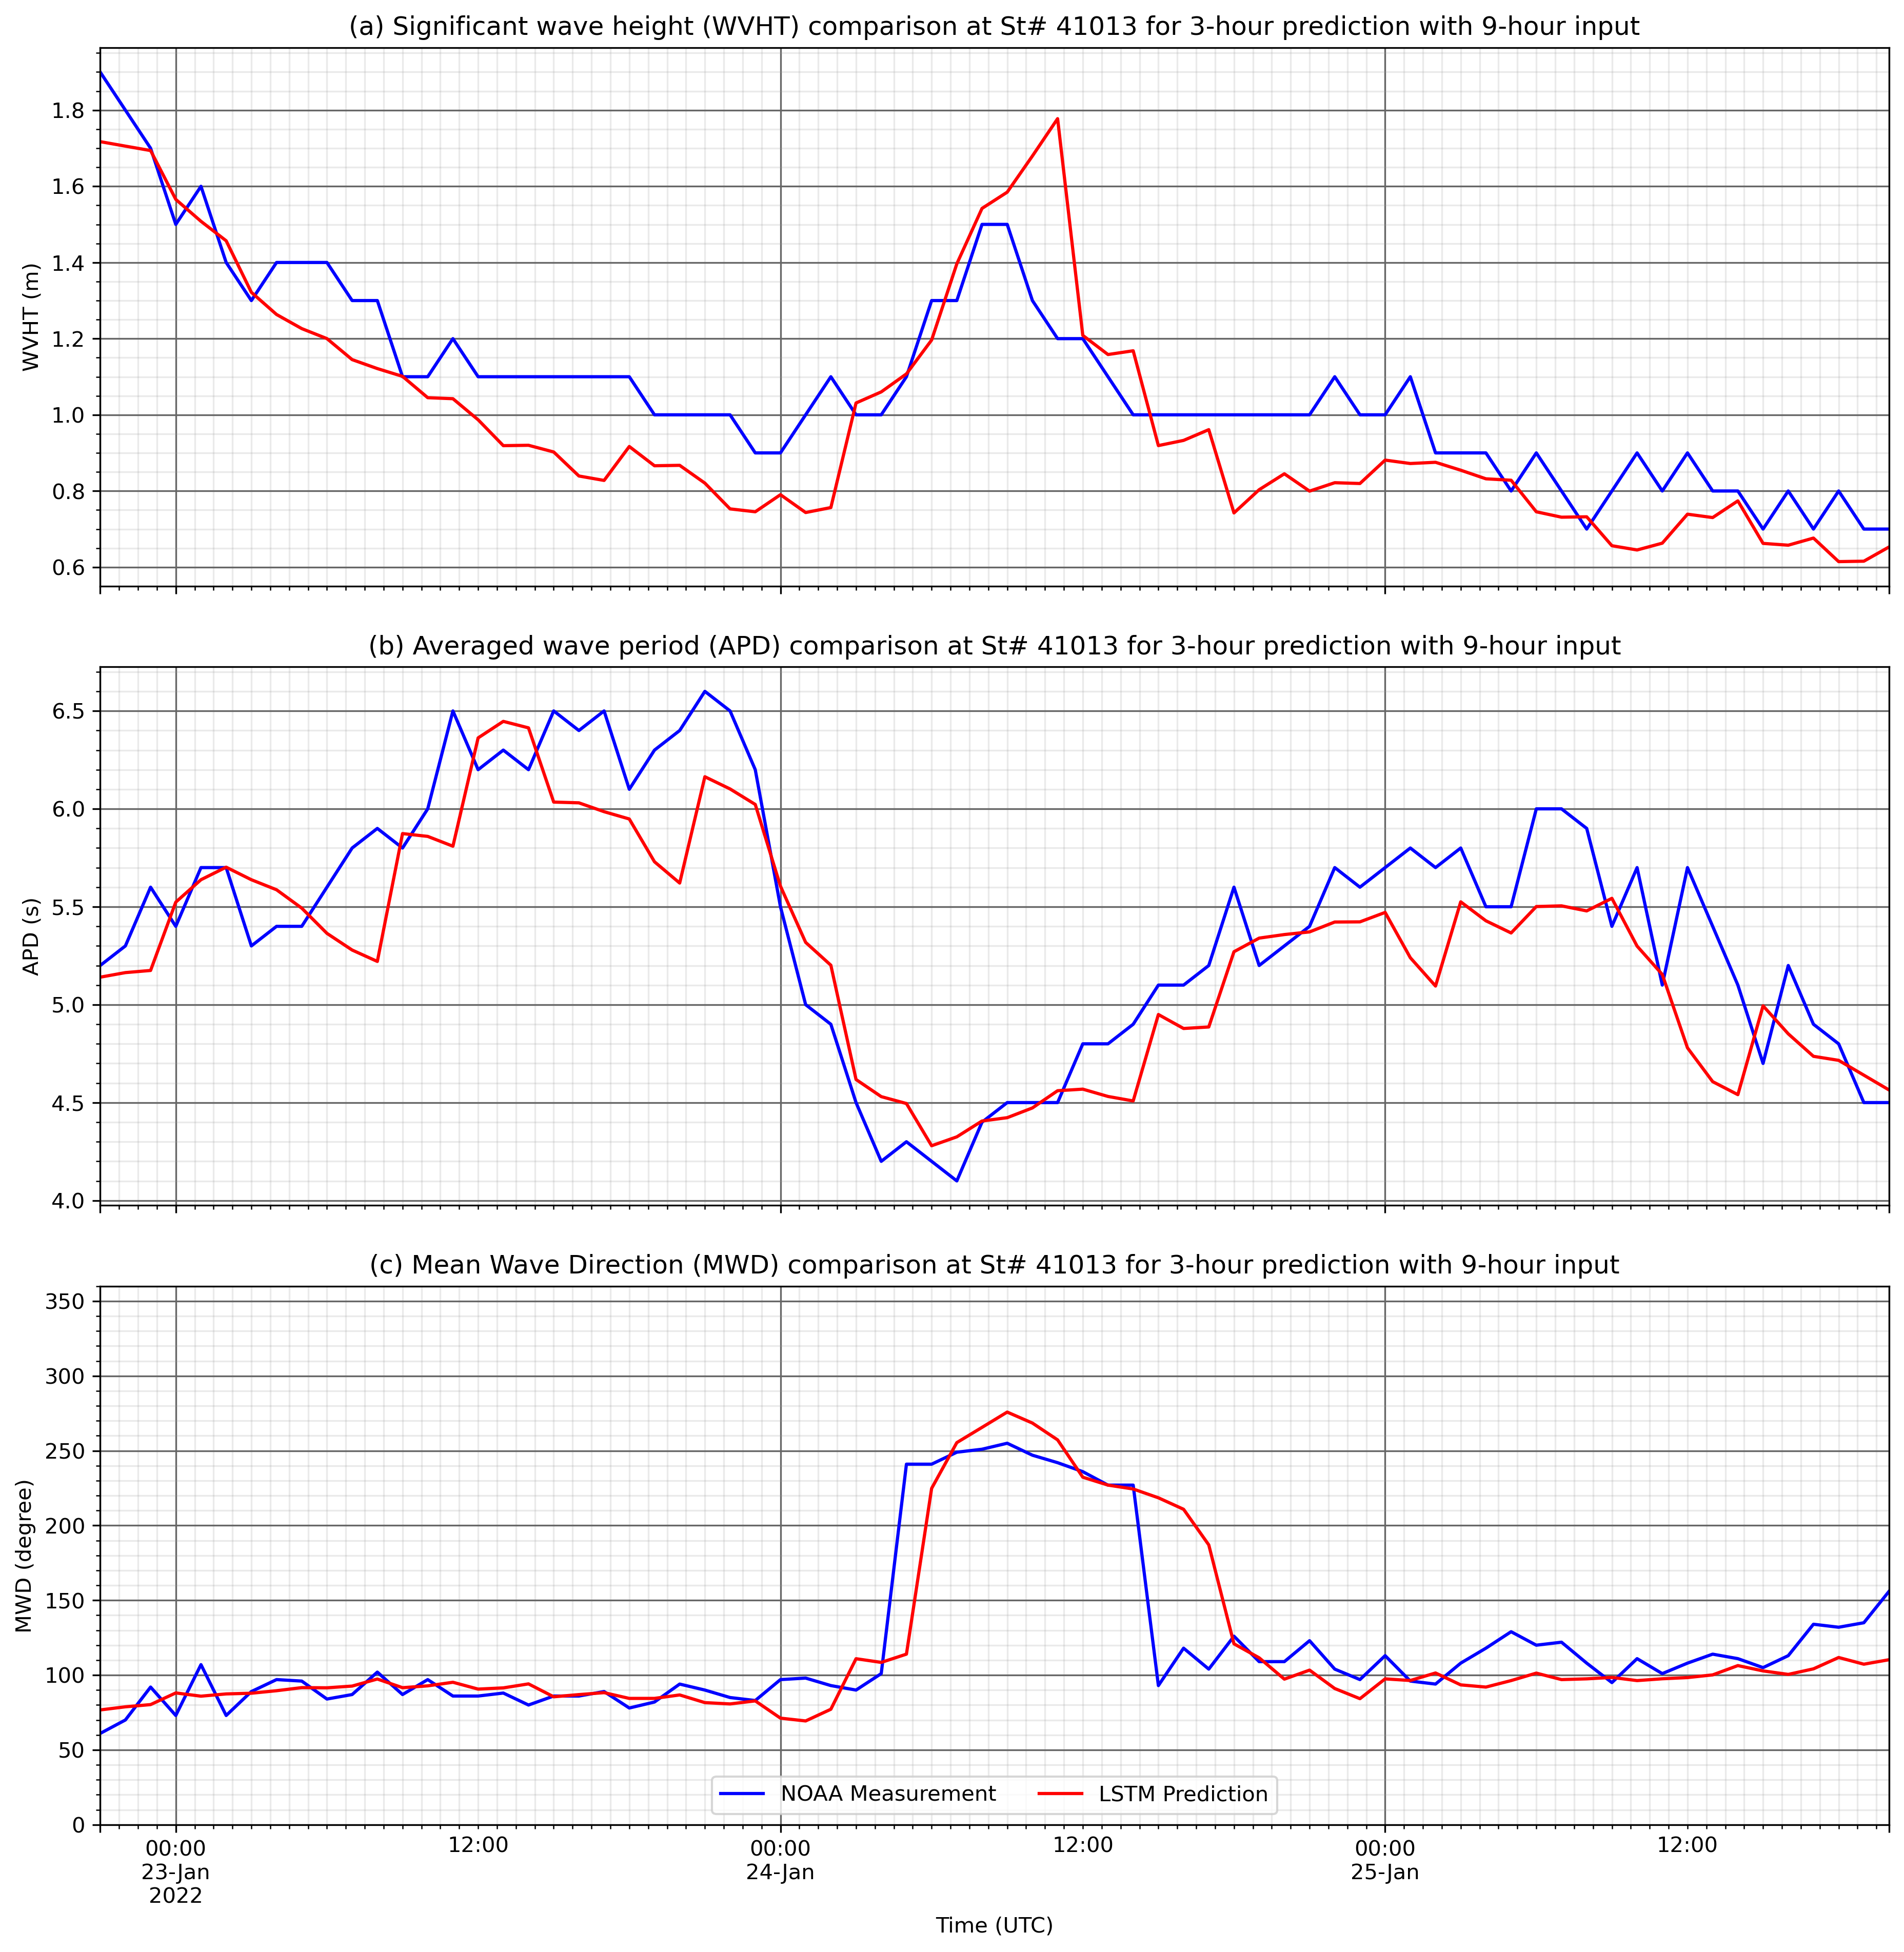 (a) Significant wave height (WVHT) comparison at St# 41013 for 3-hour prediction with 9-hour input
WVHT (m)
1.8
1.6
1.4
1.2
1.0
0.8
0.6
(b) Averaged wave period (APD) comparison at St# 41013 for 3-hour prediction with 9-hour input
APD (s)
6.5
6.0
5.5
5.0
4.5
4.0
(c) Mean Wave Direction (MWD) comparison at St# 41013 for 3-hour prediction with 9-hour input
MWD (degree)
350
300
250
200
150
100
50
0
NOAA Measurement LSTM Prediction
00:00 12:00 00:00 12:00 00:00 12:00
23-Jan 24-Jan 25-Jan
2022
Time (UTC)